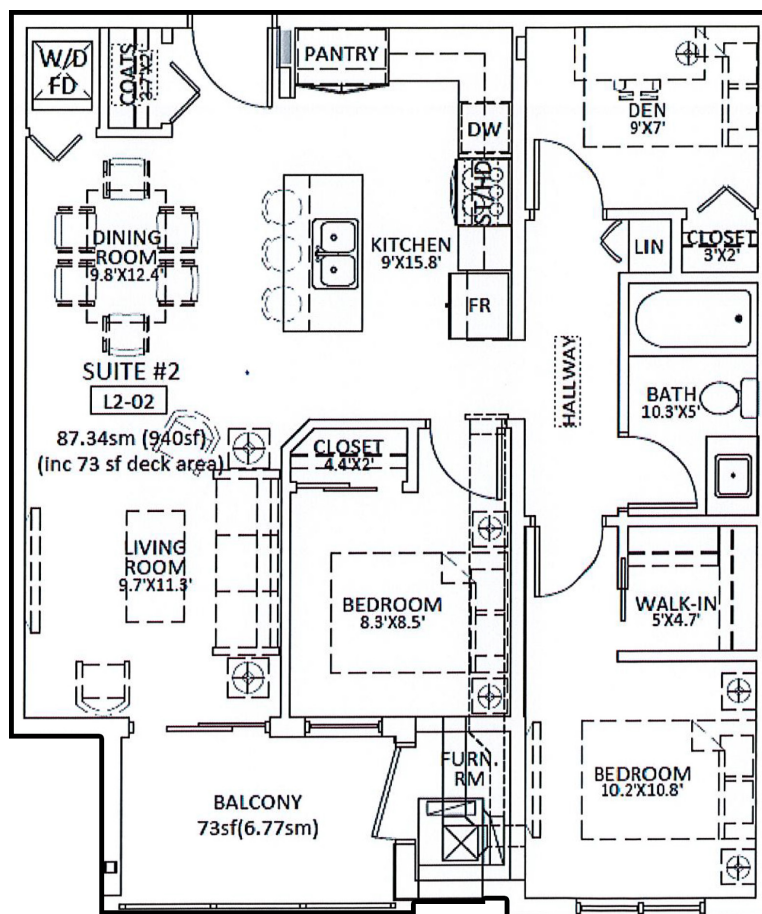 W/D
FD
COATS
3.7'X2'
PANTRY
DW
ST/HD
FR
KITCHEN
9'X15.8'
DEN
9'X7'
CLOSET
3'X2'
LIN
DINING
ROOM
9.8'X12.4'
SUITE #2
L2-02
87.34sm (940sf)
(inc 73 sf deck area)
HALLWAY
BATH
10.3'X5'
CLOSET
4.4'X2'
LIVING
ROOM
9.7'X11.3'
BEDROOM
8.3'X8.5'
WALK-IN
5'X4.7'
FURN.
RM
BEDROOM
10.2'X10.8'
BALCONY
73sf(6.77sm)